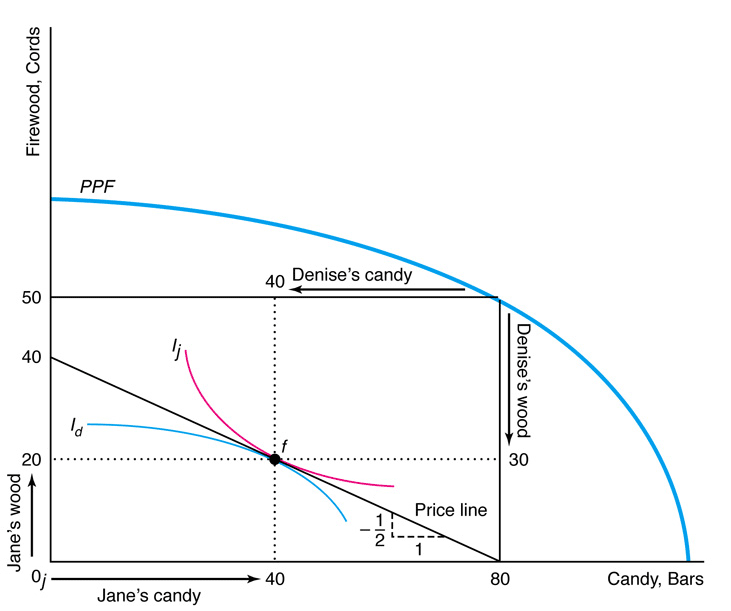 Firewood, Cords
PPF
40
Denise's candy
50
Denise's wood
40
Ij
Id
f
20
30
Jane's wood
Price line
–1/2
1
0j
40
80
Candy, Bars
Jane's candy